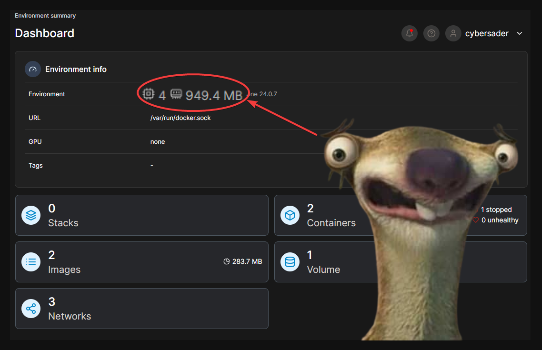 Environment summary
Dashboard
cybersader
Environment info
Environment 4 949.4 MB ne 24.0.7
URL /var/run/docker.sock
GPU none
Tags -
0
Stacks
2
Containers
1 stopped
0 unhealthy
2
Images
283.7 MB
1
Volume
3
Networks